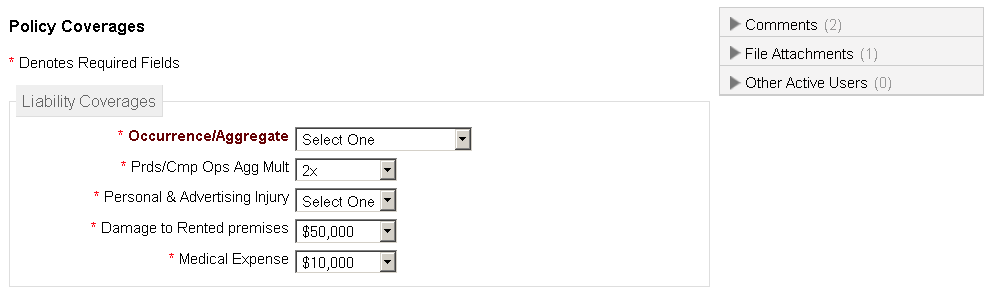 Policy Coverages
* Denotes Required Fields
Liability Coverages
* Occurrence/Aggregate Select One
* Prds/Cmp Ops Agg Mult 2x
* Personal & Advertising Injury Select One
* Damage to Rented premises $50,000
* Medical Expense $10,000
Comments (2)
File Attachments (1)
Other Active Users (0)